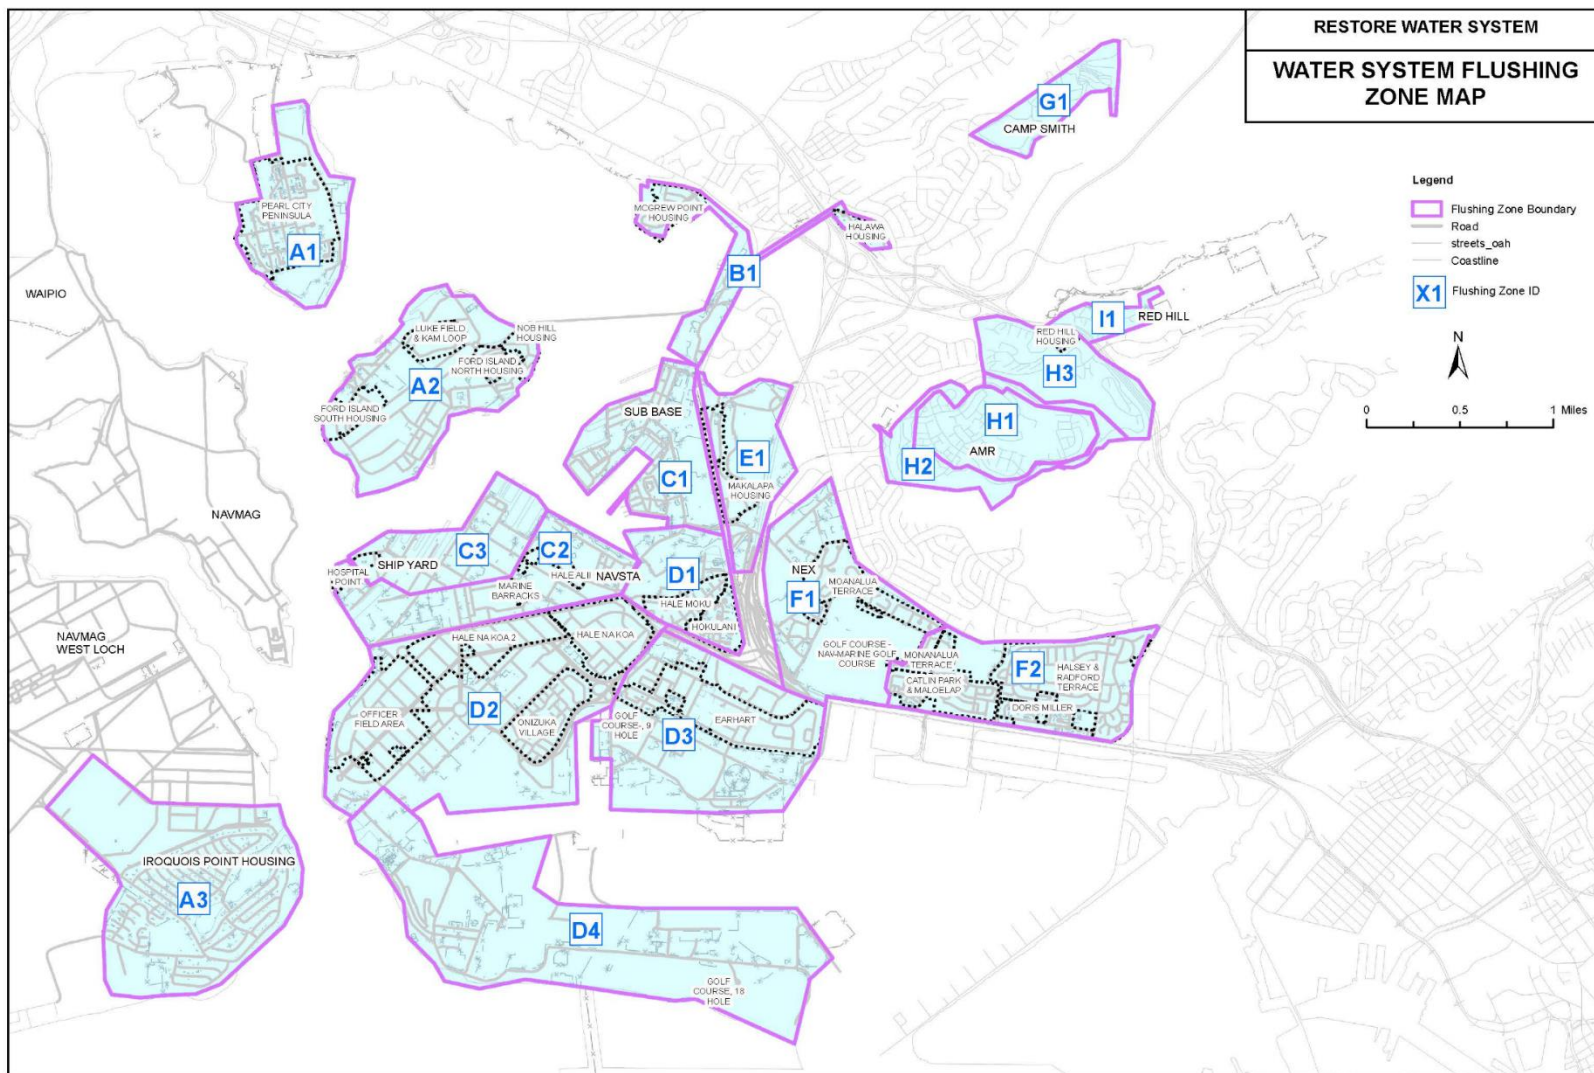 RESTORE WATER SYSTEM
WATER SYSTEM FLUSHING
ZONE MAP
Legend
Flushing Zone Boundary
Road
streets_oah
Coastline
X1 Flushing Zone ID
N
0 0.5 1 Miles
G1
CAMP SMITH
PEARL CITY
PENINSULA
A1
MCGREW POINT
HOUSING
HALAWA
HOUSING
B1
WAIPIO
I1
RED HILL
RED HILL
HOUSING
H3
LUKE FIELD
& KAM LOOP
NOB HILL
HOUSING
FORD ISLAND
NORTH HOUSING
A2
FORD ISLAND
SOUTH HOUSING
SUB BASE
C1
E1
MAKALAPA
HOUSING
H1
AMR
H2
NAVMAG
C3
SHIP YARD
HOSPITAL
POINT
C2
HALE ALII
NAVSTA
MARINE
BARRACKS
D1
HALE MOKU
HOKULANI
NEX
MOANALUA
TERRACE
F1
GOLF COURSE -
NAV-MARINE GOLF
COURSE
MONANALUA
TERRACE
CATLIN PARK
& MALOELAP
F2
HALSEY &
RADFORD
TERRACE
DORIS MILLER
NAVMAG
WEST LOCH
HALE NA KOA 2
HALE NA KOA
OFFICER
FIELD AREA
D2
ONIZUKA
VILLAGE
GOLF
COURSE-, 9
HOLE
D3
EARHART
IROQUOIS POINT HOUSING
A3
D4
GOLF
COURSE, 18
HOLE